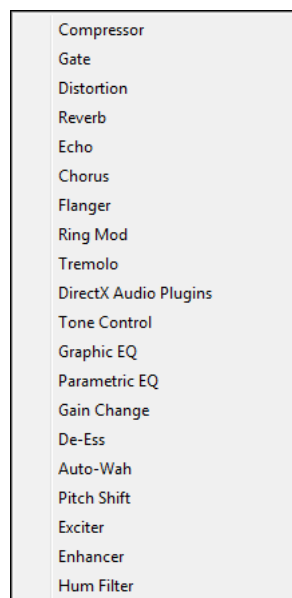 Compressor
Gate
Distortion
Reverb
Echo
Chorus
Flanger
Ring Mod
Tremolo
DirectX Audio Plugins
Tone Control
Graphic EQ
Parametric EQ
Gain Change
De-Ess
Auto-Wah
Pitch Shift
Exciter
Enhancer
Hum Filter